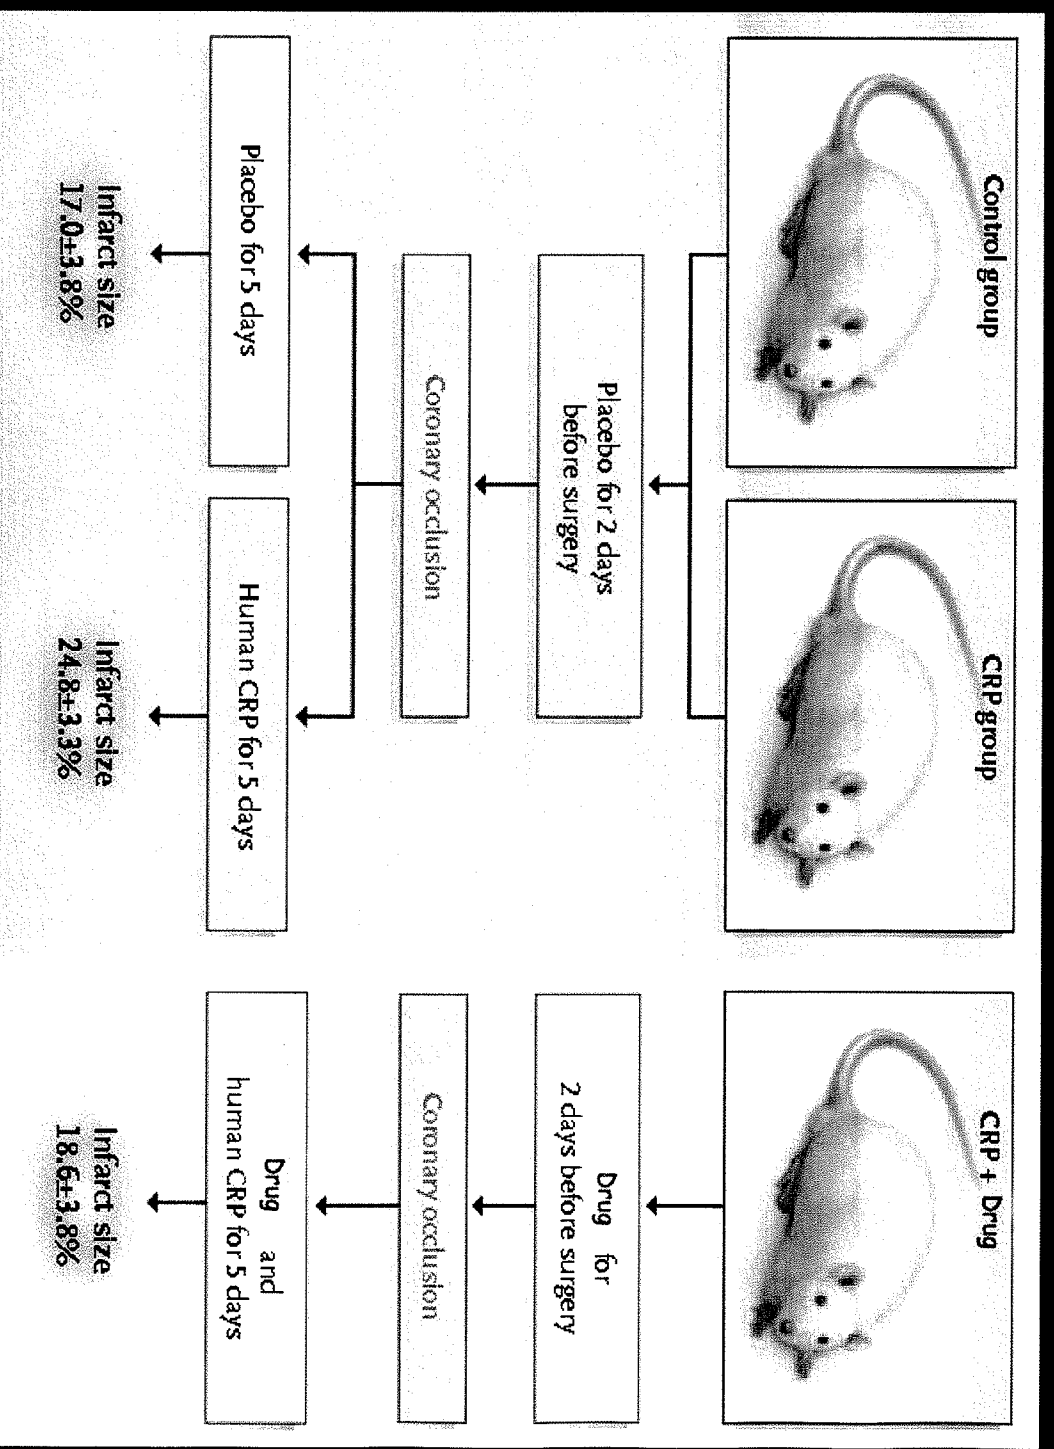 Control group
CRP group
CRP + Drug
Placebo for 2 days
before surgery
Drug for
2 days before surgery
Coronary occlusion
Coronary occlusion
Placebo for 5 days
Human CRP for 5 days
Drug and
human CRP for 5 days
Infarct size
17.0±3.8%
Infarct size
24.8±3.3%
Infarct size
18.6±3.8%